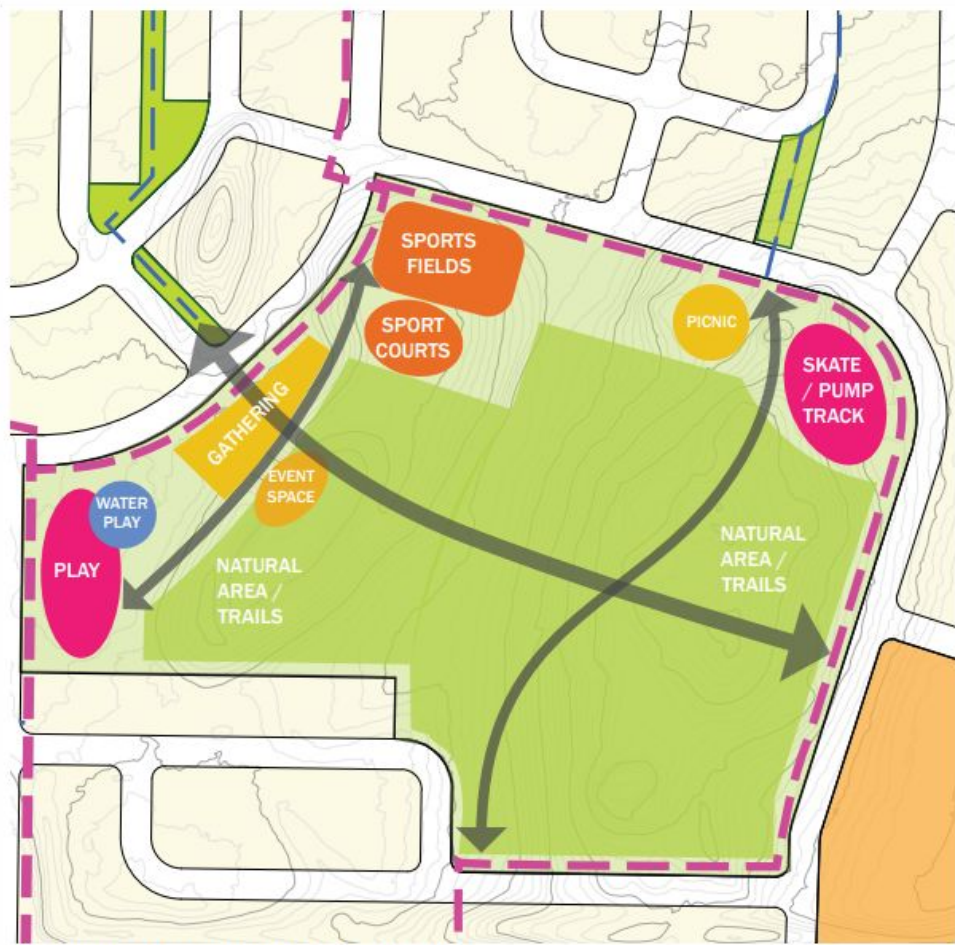 SPORTS
FIELDS
SPORT
COURTS
PICNIC
SKATE
/ PUMP
TRACK
GATHERING
EVENT
SPACE
WATER
PLAY
PLAY
NATURAL
AREA /
TRAILS
NATURAL
AREA /
TRAILS